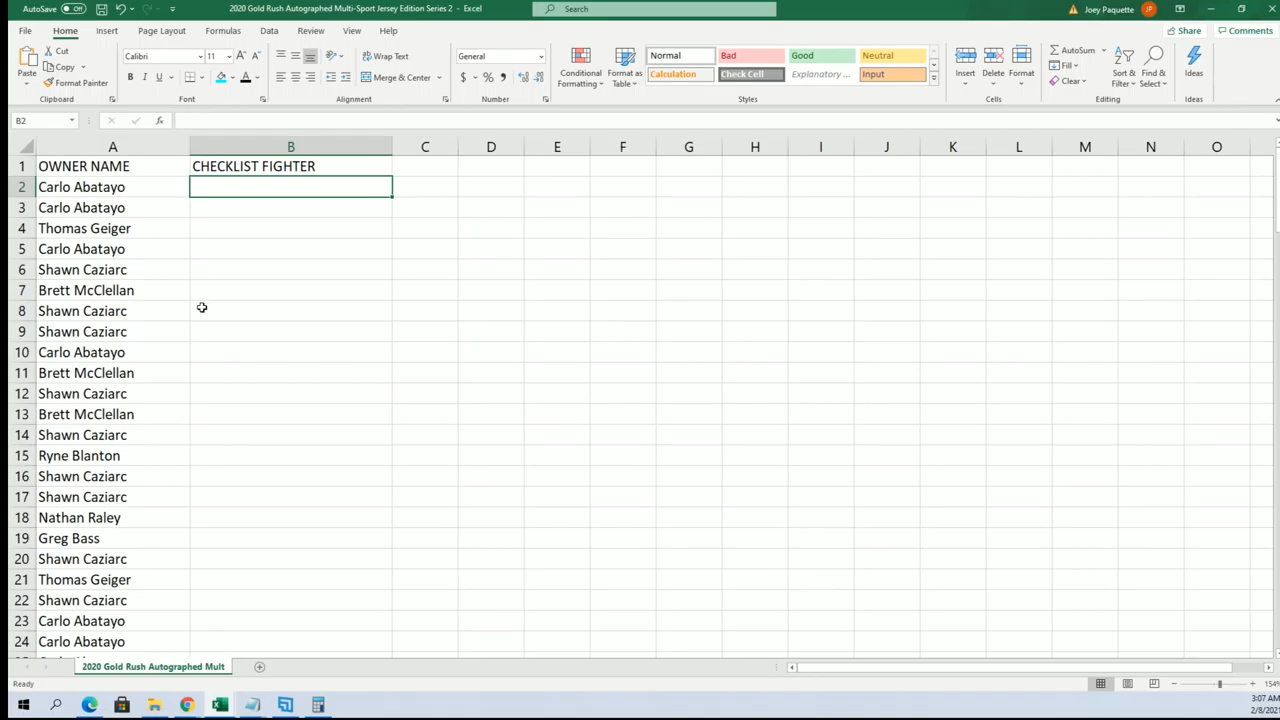 AutoSave Off 2020 Gold Rush Autographed Multi-Sport Jersey Edition Series 2 - Excel Search Joey Paquette JP
File Home Insert Page Layout Formulas Data Review View Help Share Comments
Paste Cut Copy Format Painter Clipboard
Calibri 11 B I U Font
Wrap Text Merge & Center Alignment
General $ % Number
Conditional Formatting Format as Table
Normal Bad Good Neutral
Calculation Check Cell Explanatory ... Input
Styles
Insert Delete Format Cells
AutoSum Fill Clear Sort & Filter Find & Select Editing
Ideas Ideas
B2 fx
A B C D E F G H I J K L M N O
1 OWNER NAME CHECKLIST FIGHTER
2 Carlo Abatayo
3 Carlo Abatayo
4 Thomas Geiger
5 Carlo Abatayo
6 Shawn Caziarc
7 Brett McClellan
8 Shawn Caziarc
9 Shawn Caziarc
10 Carlo Abatayo
11 Brett McClellan
12 Shawn Caziarc
13 Brett McClellan
14 Shawn Caziarc
15 Ryne Blanton
16 Shawn Caziarc
17 Shawn Caziarc
18 Nathan Raley
19 Greg Bass
20 Shawn Caziarc
21 Thomas Geiger
22 Shawn Caziarc
23 Carlo Abatayo
24 Carlo Abatayo
2020 Gold Rush Autographed Mult
Ready 154%
3:07 AM
2/8/2021